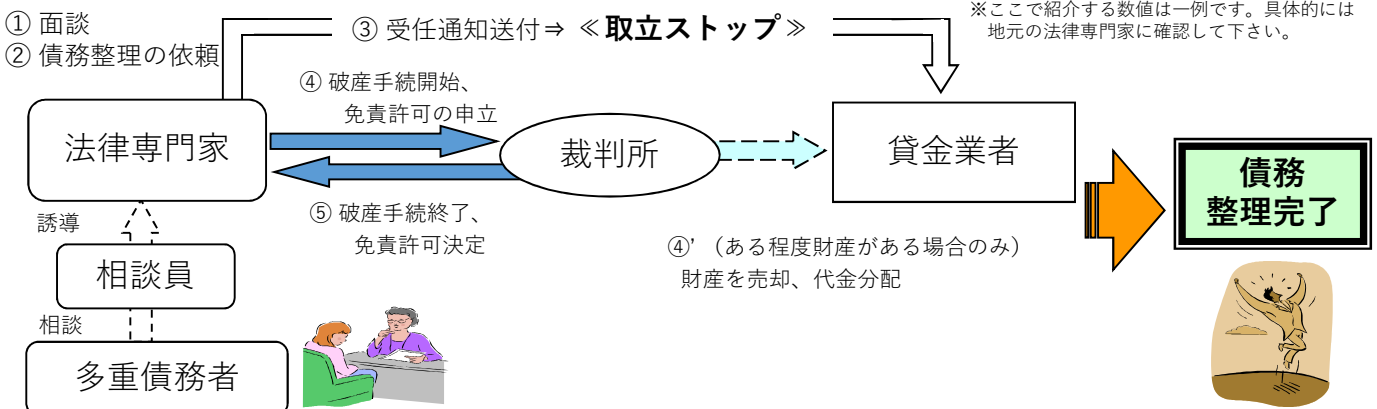 ① 面談
② 債務整理の依頼
③ 受任通知送付⇒ ≪取立ストップ≫
※ここで紹介する数値は一例です。具体的には
地元の法律専門家に確認して下さい。
④ 破産手続開始、
免責許可の申立
法律専門家
裁判所
貸金業者
債務
整理完了
⑤ 破産手続終了、
免責許可決定
④’（ある程度財産がある場合のみ）
財産を売却、代金分配
誘導
相談員
相談
多重債務者